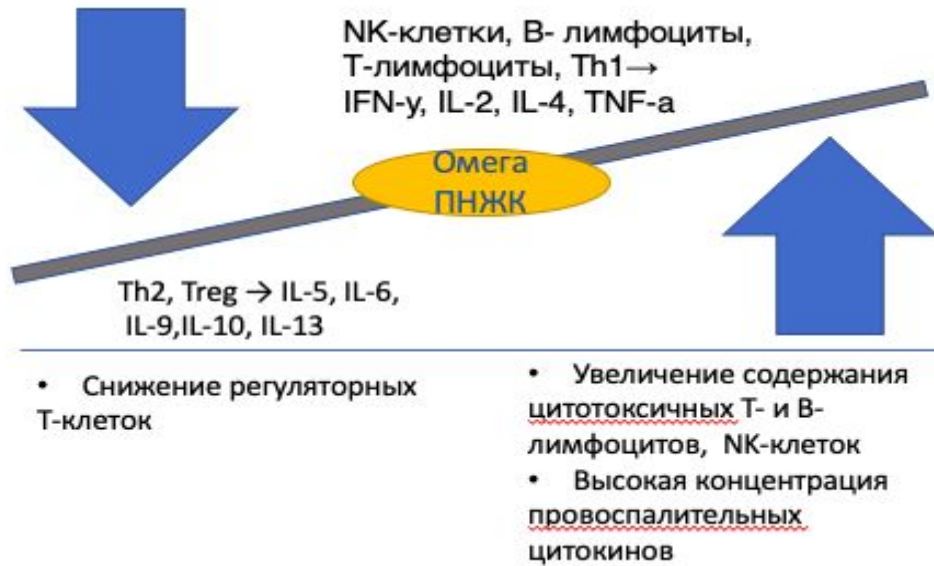 NK-клетки, В- лимфоциты,
Т-лимфоциты, Th1→
IFN-y, IL-2, IL-4, TNF-a
Омега
ПНЖК
Th2, Treg → IL-5, IL-6,
IL-9,IL-10, IL-13
• Снижение регуляторных
Т-клеток
• Увеличение содержания
цитотоксичных Т- и В-
лимфоцитов, NK-клеток
• Высокая концентрация
провоспалительных
цитокинов